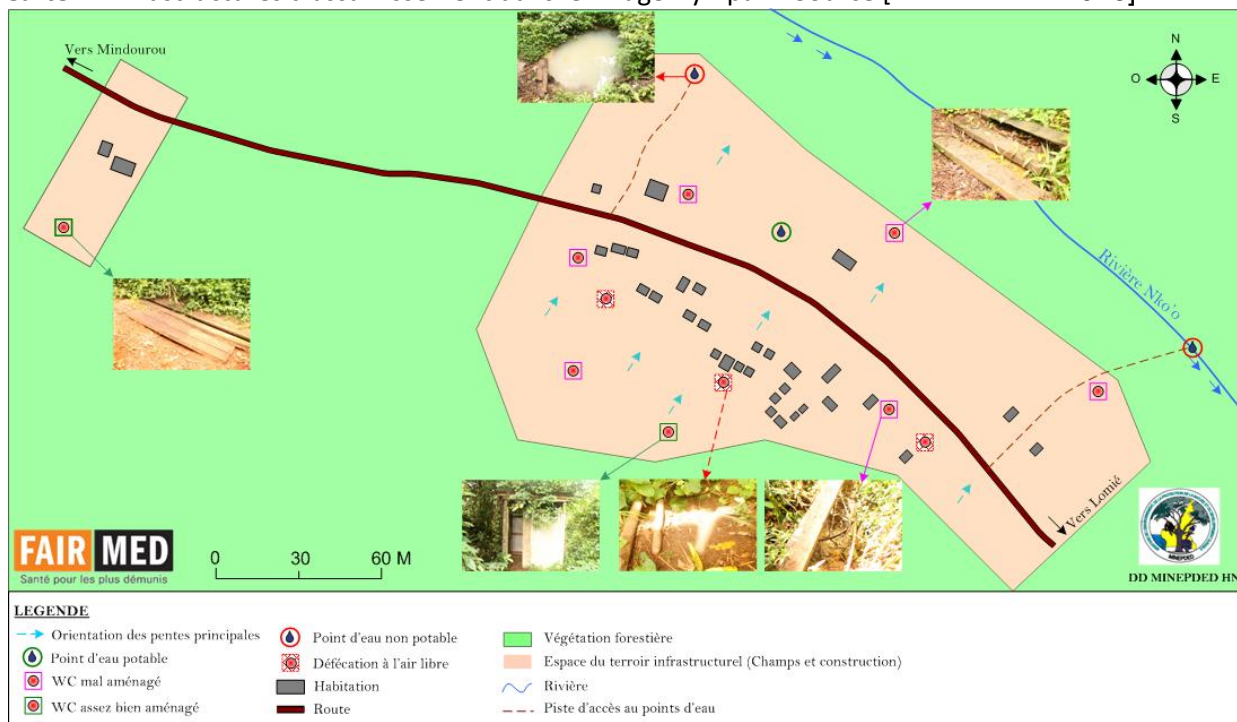 Vers Mindourou
N
O
E
S
Rivière Nko'o
Vers Lomié
FAIR MED
Santé pour les plus démunis
0 30 60 M
MINEPDED
DD MINEPDED HN
LEGENDE
Orientation des pentes principales
Point d'eau potable
WC mal aménagé
WC assez bien aménagé
Point d'eau non potable
Défécation à l'air libre
Habitation
Route
Végétation forestière
Espace du terroir infrastructurel (Champs et construction)
Rivière
Piste d'accès au points d'eau